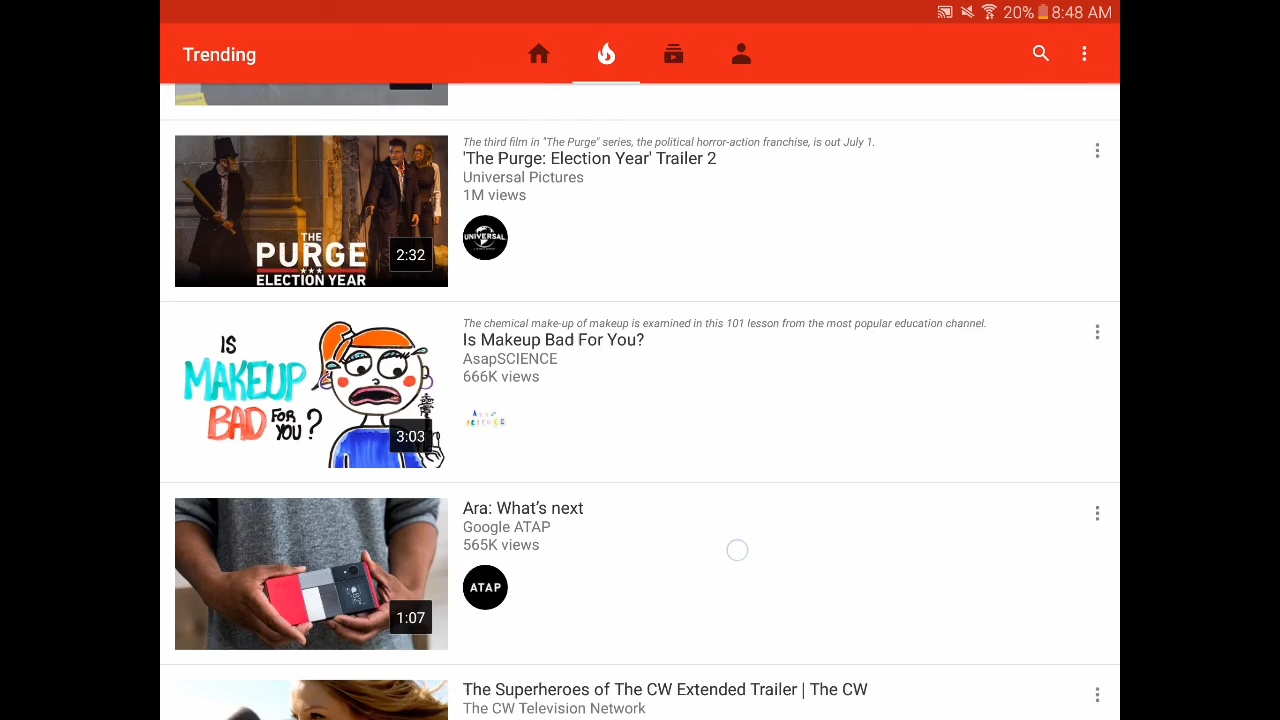 20% 8:48 AM
Trending
The third film in "The Purge" series, the political horror-action franchise, is out July 1.
'The Purge: Election Year' Trailer 2
Universal Pictures
1M views
UNIVERSAL
THE
PURGE
ELECTION YEAR
2:32
The chemical make-up of makeup is examined in this 101 lesson from the most popular education channel.
Is Makeup Bad For You?
AsapSCIENCE
666K views
IS
MAKEUP
BAD FOR YOU?
3:03
Ara: What’s next
Google ATAP
565K views
ATAP
1:07
The Superheroes of The CW Extended Trailer | The CW
The CW Television Network